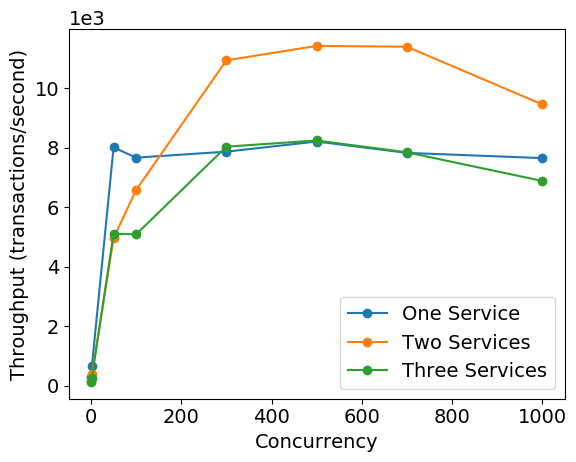 1e3
10
8
6
4
2
0
Throughput (transactions/second)
One Service
Two Services
Three Services
0 200 400 600 800 1000
Concurrency